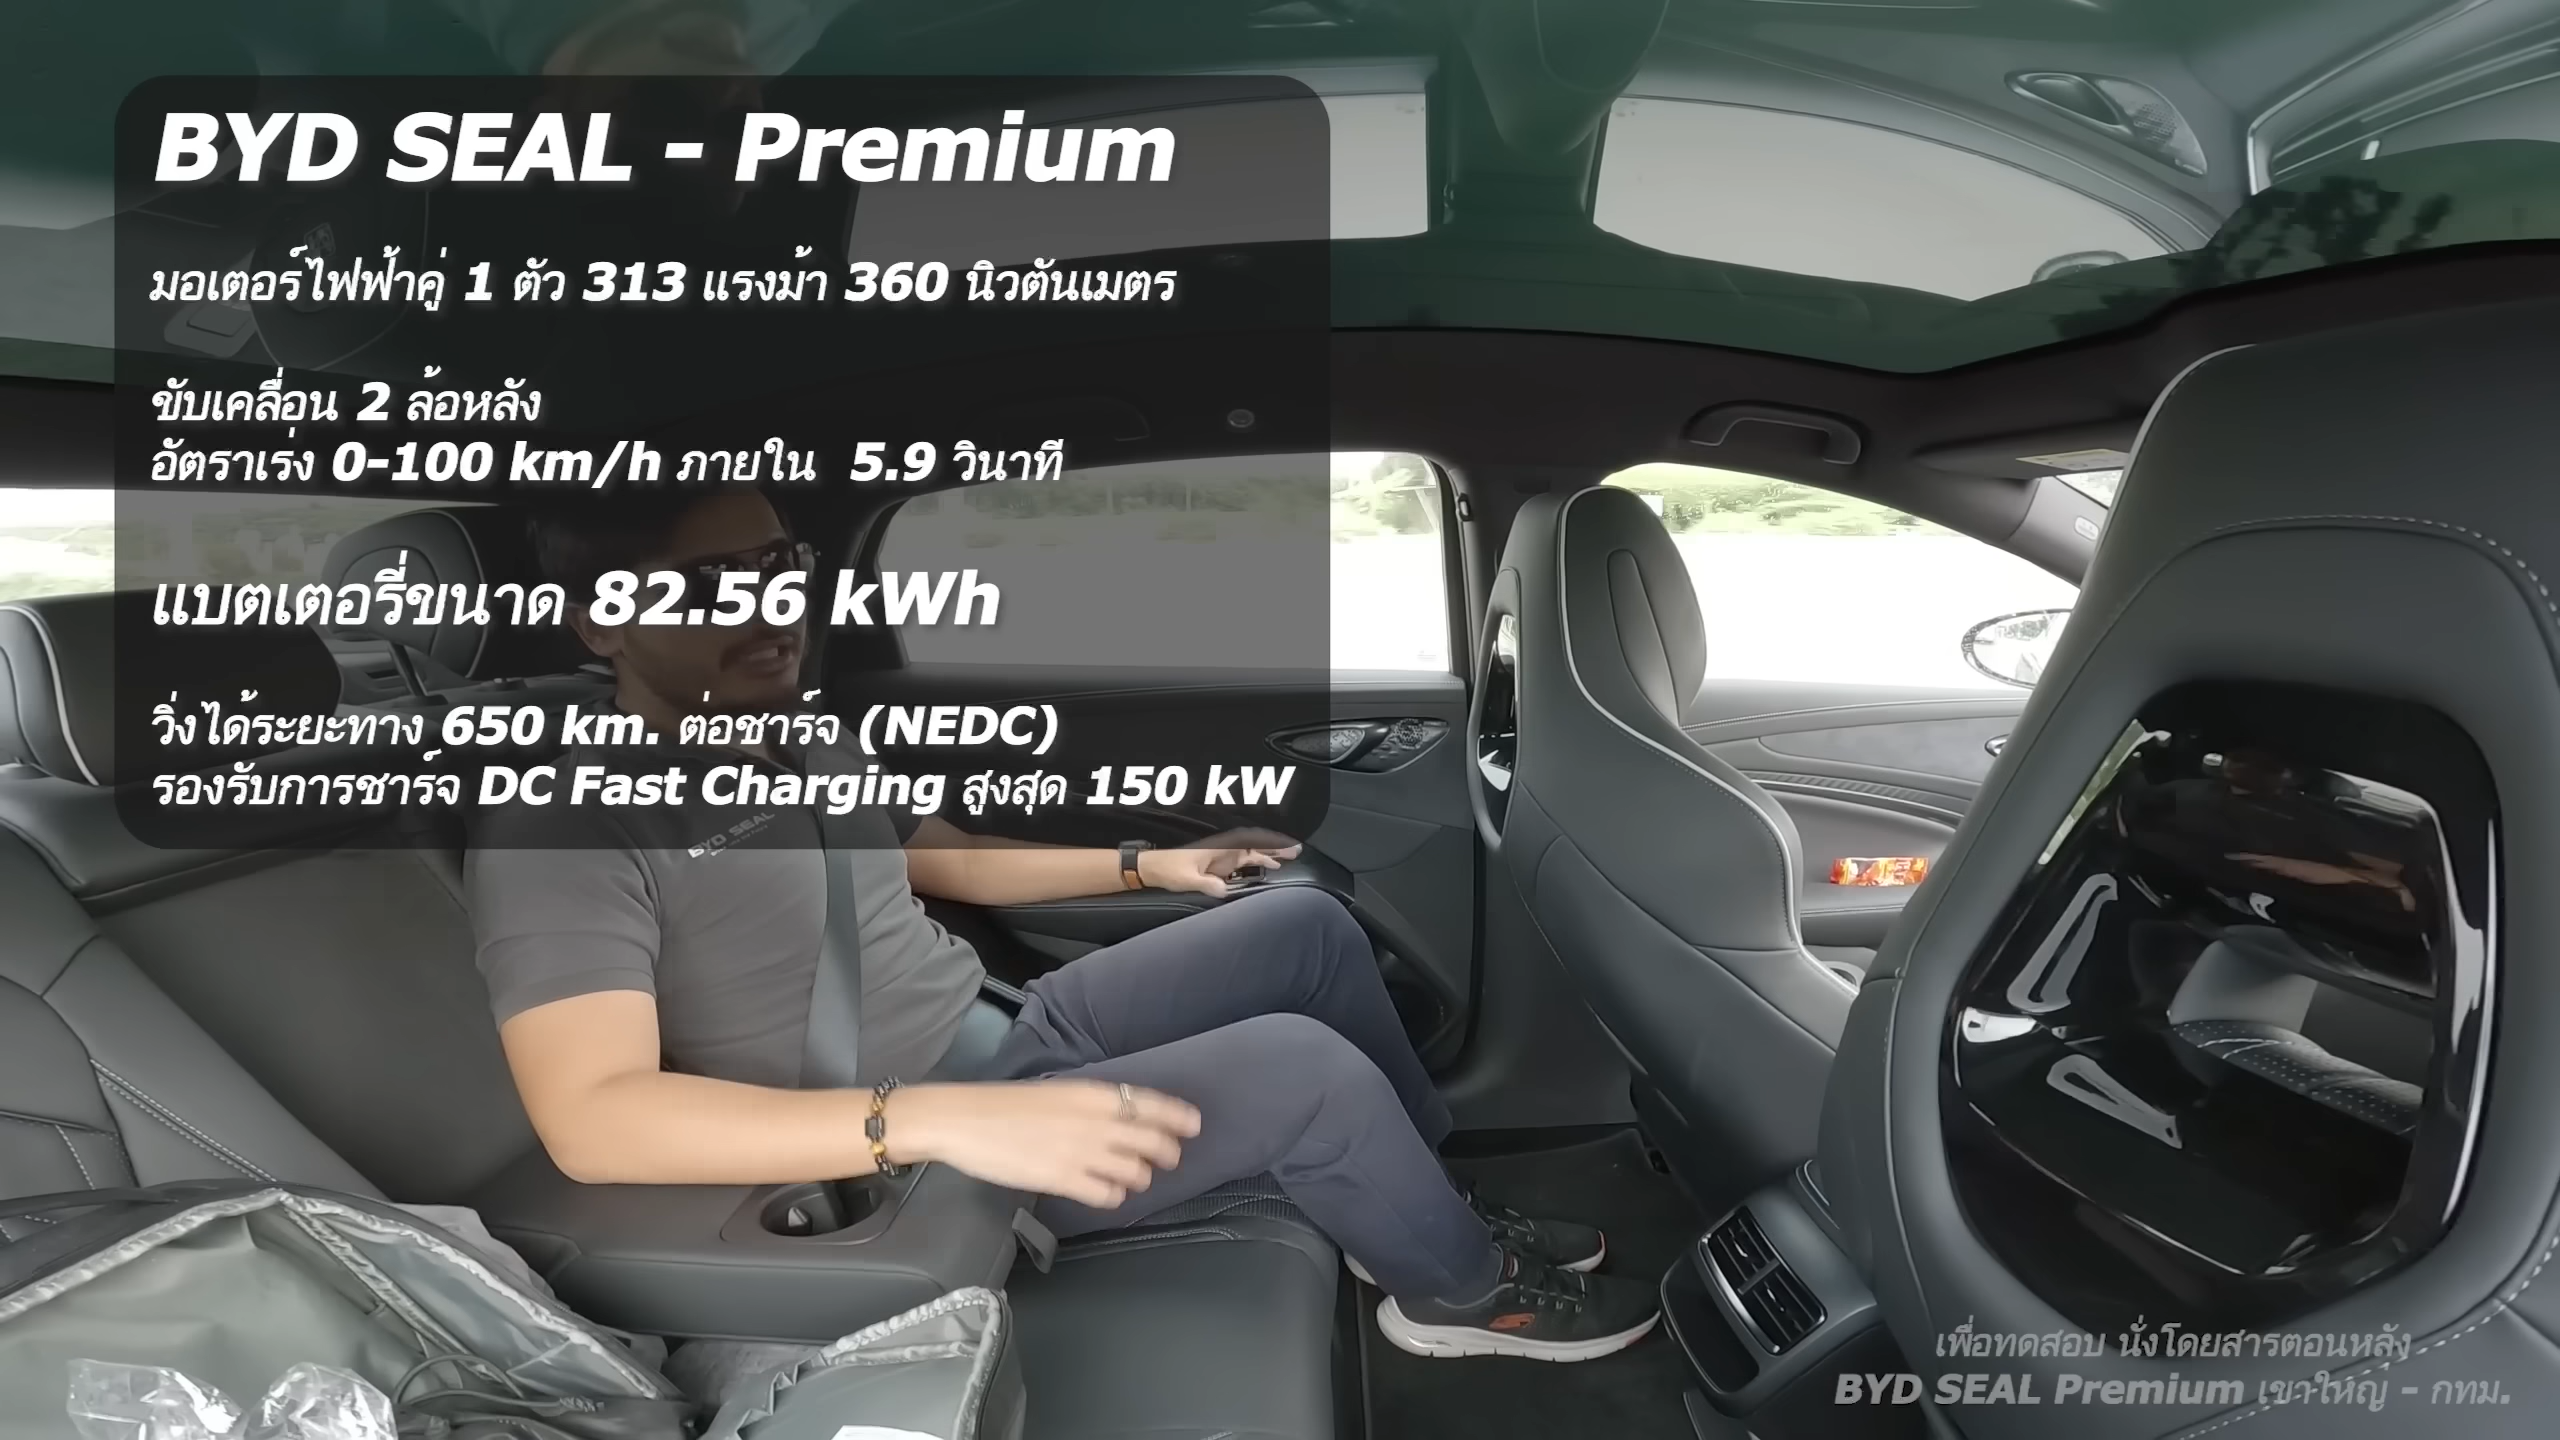 BYD SEAL - Premium
มอเตอร์ไฟฟ้าคู่ 1 ตัว 313 แรงม้า 360 นิวตันเมตร
ขับเคลื่อน 2 ล้อหลัง
อัตราเร่ง 0-100 km/h ภายใน 5.9 วินาที
แบตเตอรี่ขนาด 82.56 kWh
วิ่งได้ระยะทาง 650 km. ต่อชาร์จ (NEDC)
รองรับการชาร์จ DC Fast Charging สูงสุด 150 kW
BYD SEAL
เพื่อทดสอบ นั่งโดยสารตอนหลัง
BYD SEAL Premium เขาใหญ่ - กทม.